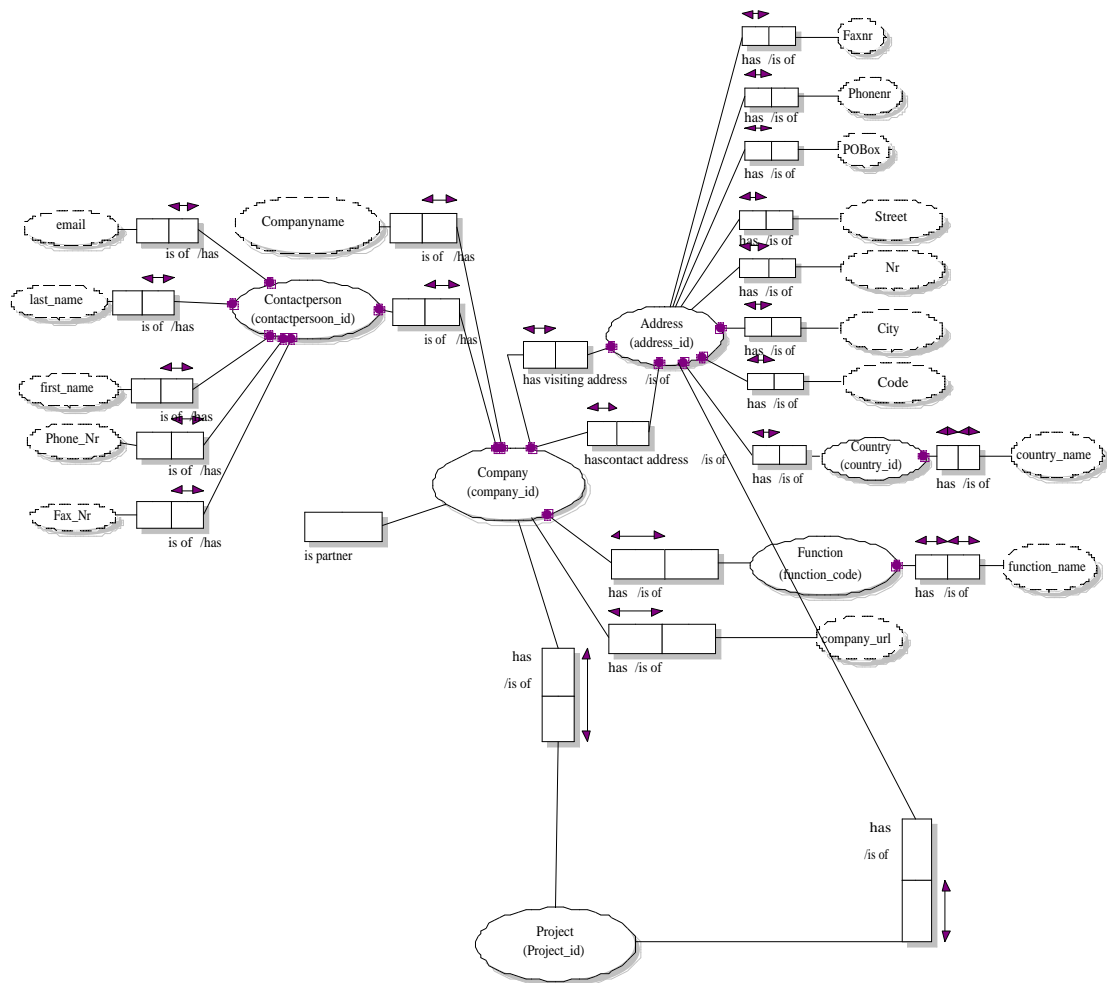 Faxnr
has /is of
Phonenr
has /is of
POBox
has /is of
Street
has /is of
Nr
has /is of
City
has /is of
Code
has /is of
Address
(address_id)
email
is of /has
Companyname
is of /has
last_name
is of /has
Contactperson
(contactpersoon_id)
is of /has
first_name
is of /has
Phone_Nr
is of /has
Fax_Nr
is of /has
has visiting address /is of
hascontact address /is of
Country
(country_id)
has /is of
country_name
has /is of
Company
(company_id)
is partner
Function
(function_code)
has /is of
function_name
has /is of
company_url
has /is of
has
/is of
has
/is of
Project
(Project_id)